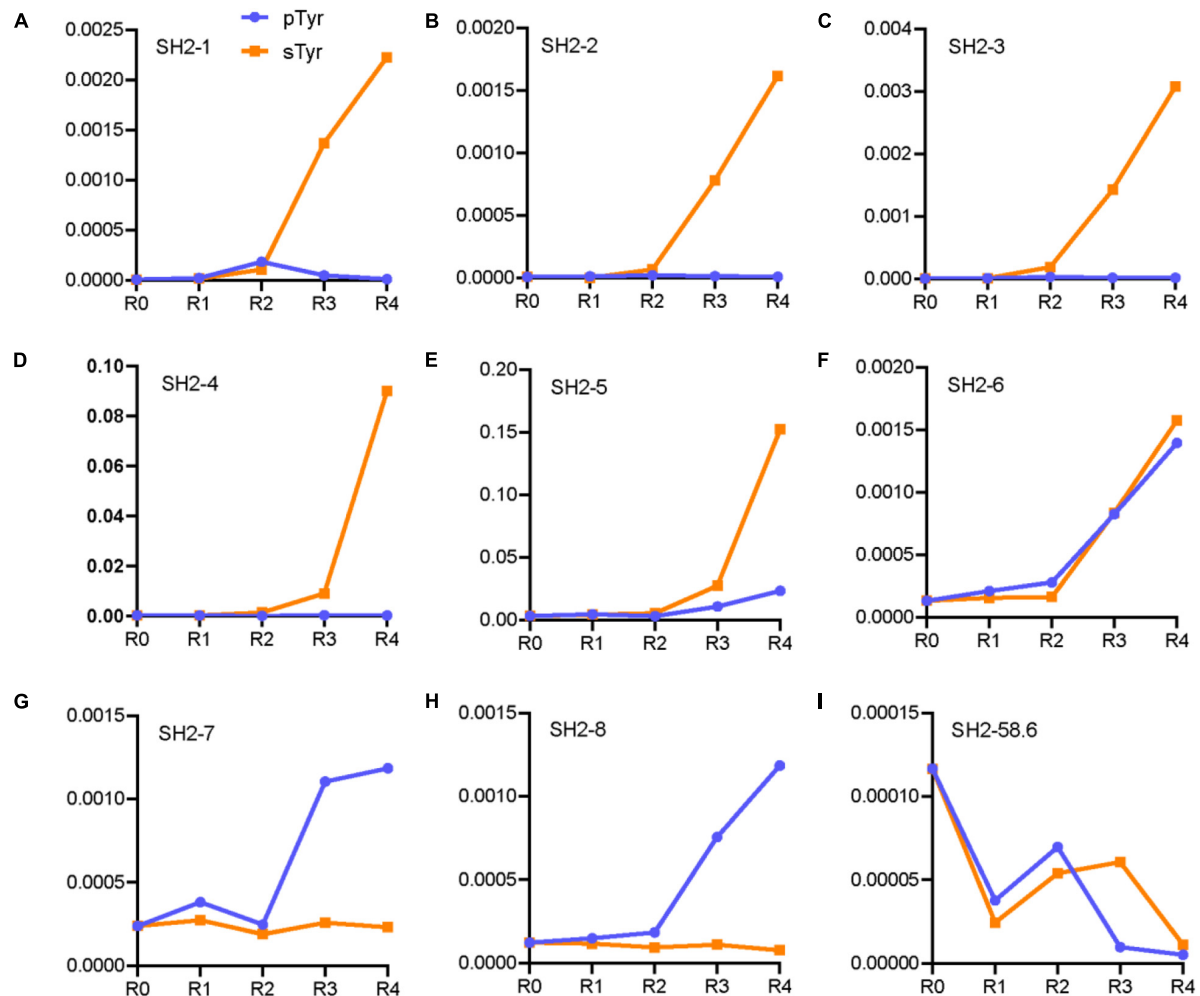 A
SH2-1
pTyr
sTyr
0.0025
0.0020
0.0015
0.0010
0.0005
0.0000
R0 R1 R2 R3 R4
B
SH2-2
0.0020
0.0015
0.0010
0.0005
0.0000
R0 R1 R2 R3 R4
C
SH2-3
0.004
0.003
0.002
0.001
0.000
R0 R1 R2 R3 R4
D
SH2-4
0.10
0.08
0.06
0.04
0.02
0.00
R0 R1 R2 R3 R4
E
SH2-5
0.20
0.15
0.10
0.05
0.00
R0 R1 R2 R3 R4
F
SH2-6
0.0020
0.0015
0.0010
0.0005
0.0000
R0 R1 R2 R3 R4
G
SH2-7
0.0015
0.0010
0.0005
0.0000
R0 R1 R2 R3 R4
H
SH2-8
0.0015
0.0010
0.0005
0.0000
R0 R1 R2 R3 R4
I
SH2-58.6
0.00015
0.00010
0.00005
0.00000
R0 R1 R2 R3 R4